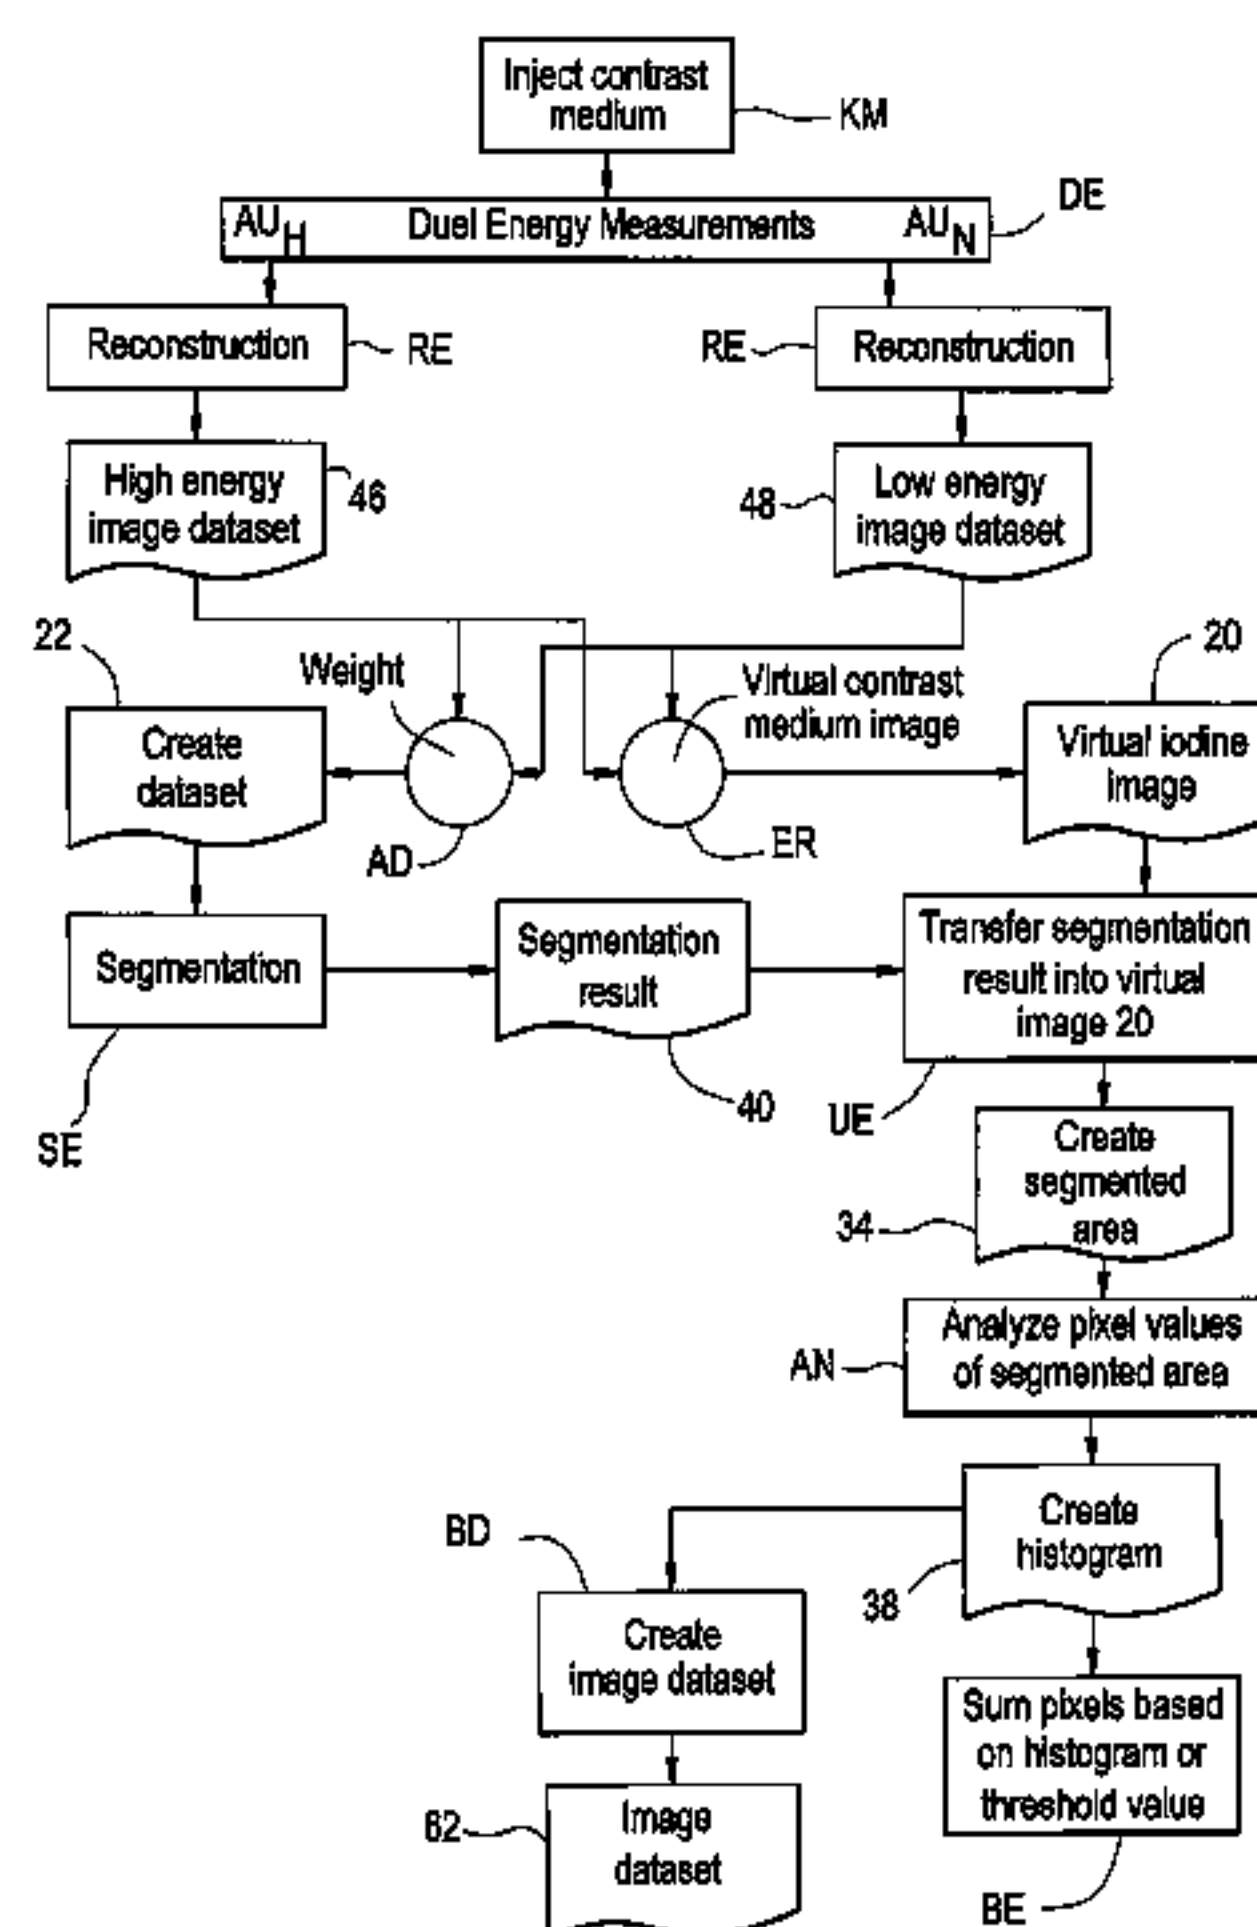 Inject contrast
medium
KM
AU H Duel Energy Measurements AU N
DE
Reconstruction
RE
RE
Reconstruction
High energy
image dataset
46
48
Low energy
image dataset
22
Weight
Virtual contrast
medium image
20
Create
dataset
Virtual iodine
image
AD
ER
Segmentation
Segmentation
result
Transfer segmentation
result into virtual
image 20
SE
40
UE
Create
segmented
area
34
Analyze pixel values
of segmented area
AN
BD
Create
histogram
38
Create
image dataset
Sum pixels based
on histogram or
threshold value
62
Image
dataset
BE